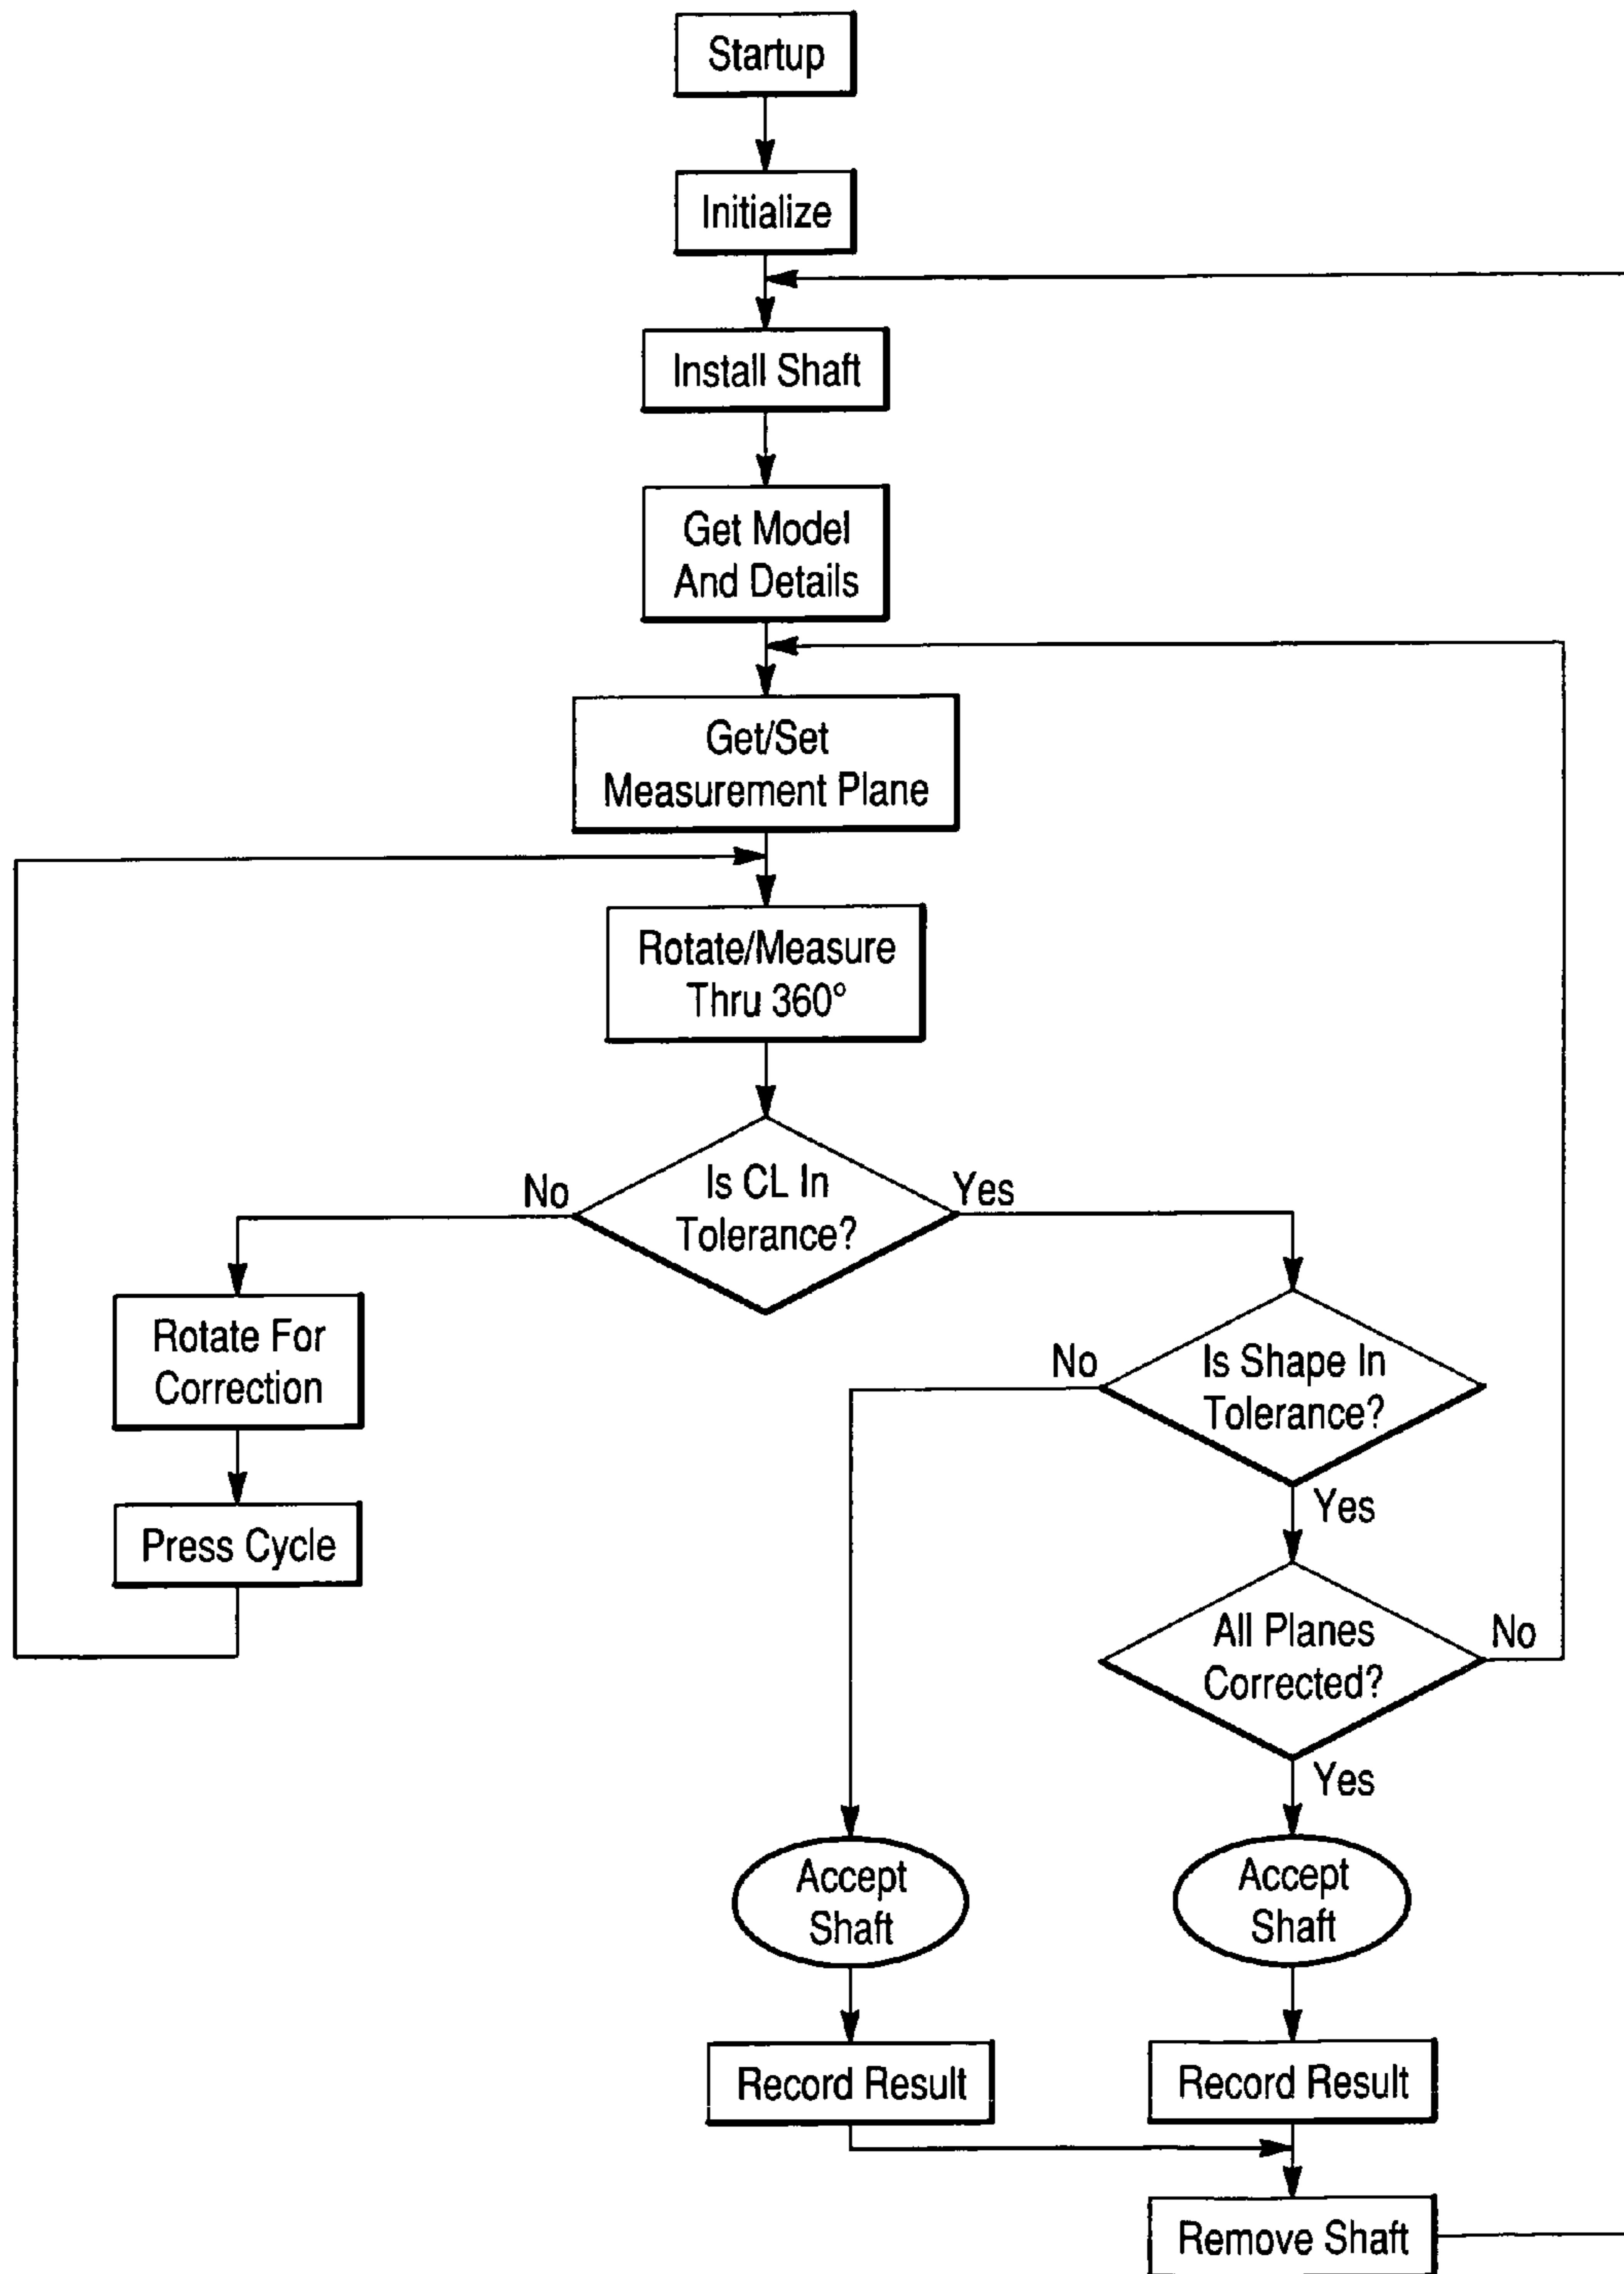 Startup
Initialize
Install Shaft
Get Model
And Details
Get/Set
Measurement Plane
Rotate/Measure
Thru 360°
Is CL In
Tolerance?
No
Yes
Rotate For
Correction
Press Cycle
Is Shape In
Tolerance?
No
Yes
All Planes
Corrected?
No
Yes
Accept
Shaft
Accept
Shaft
Record Result
Record Result
Remove Shaft